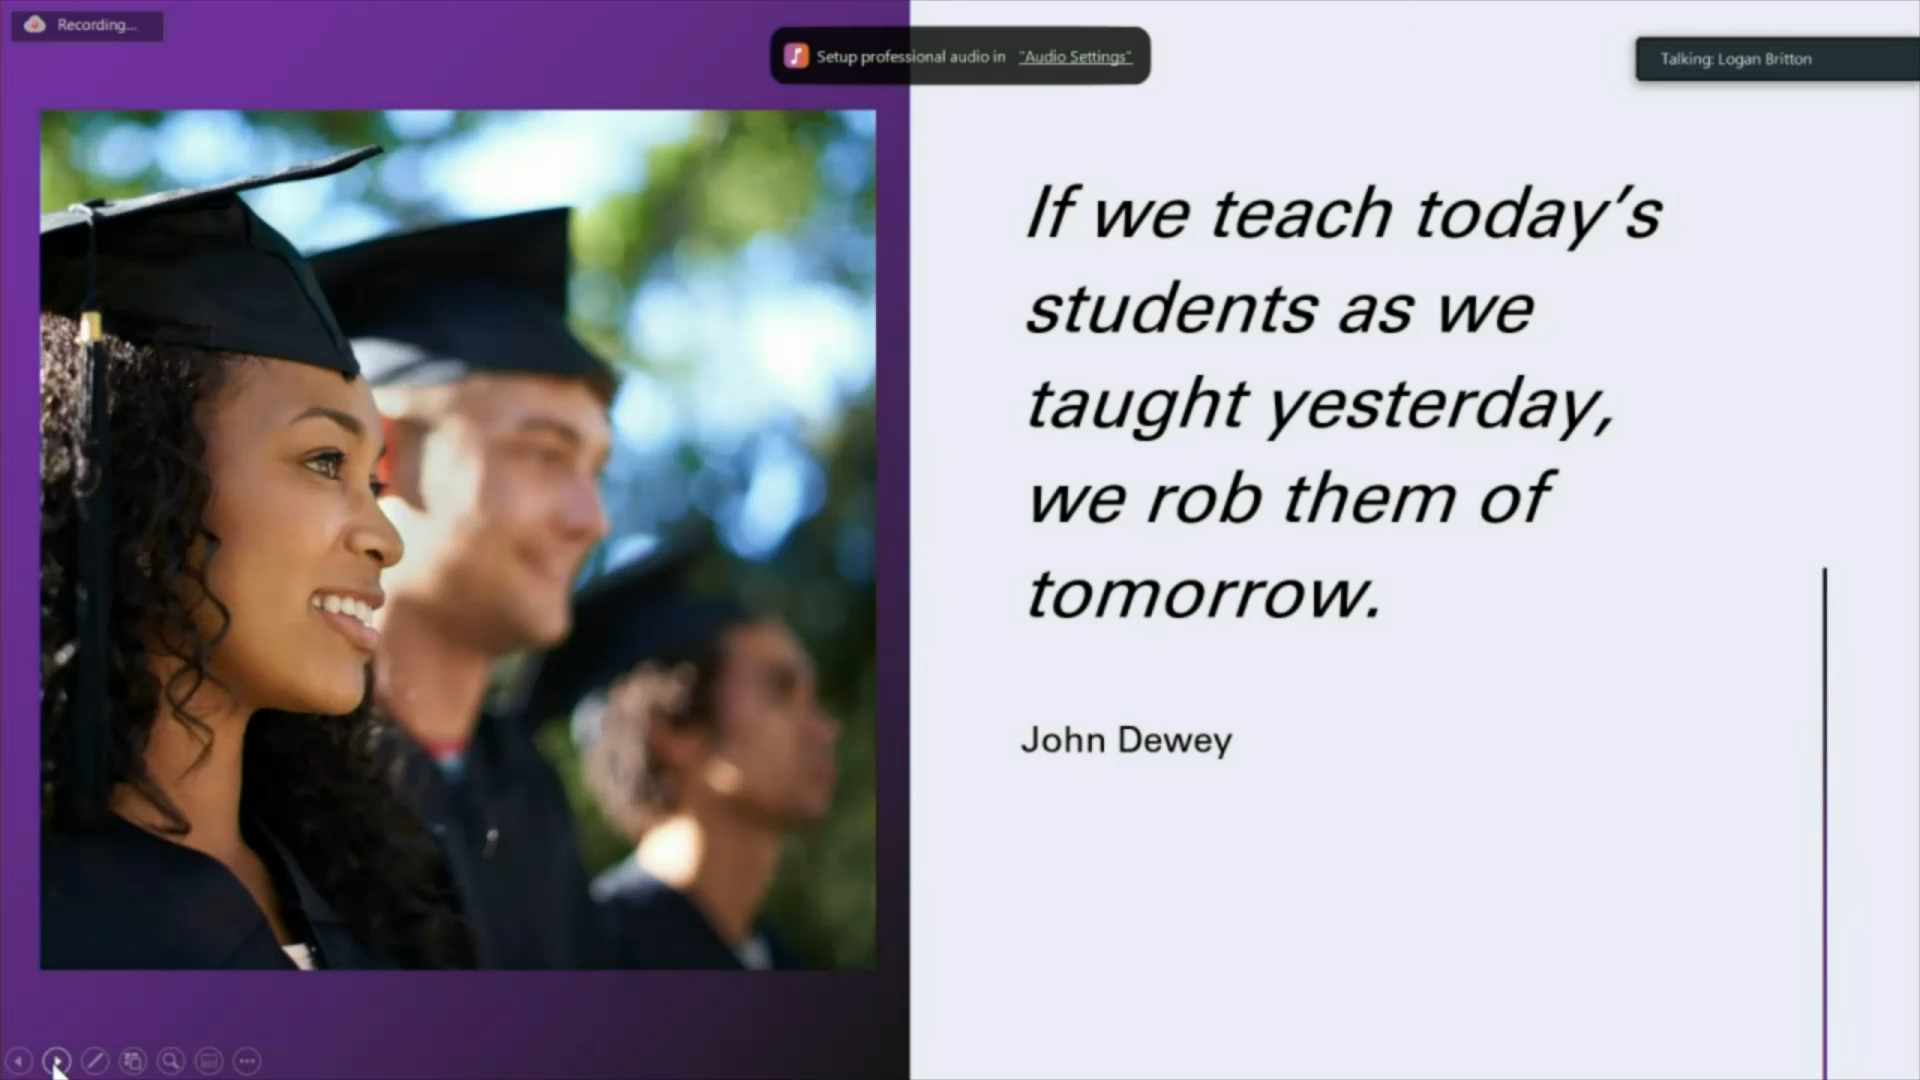 Recording...
Setup professional audio in "Audio Settings"
Talking: Logan Britton
If we teach today’s
students as we
taught yesterday,
we rob them of
tomorrow.
John Dewey